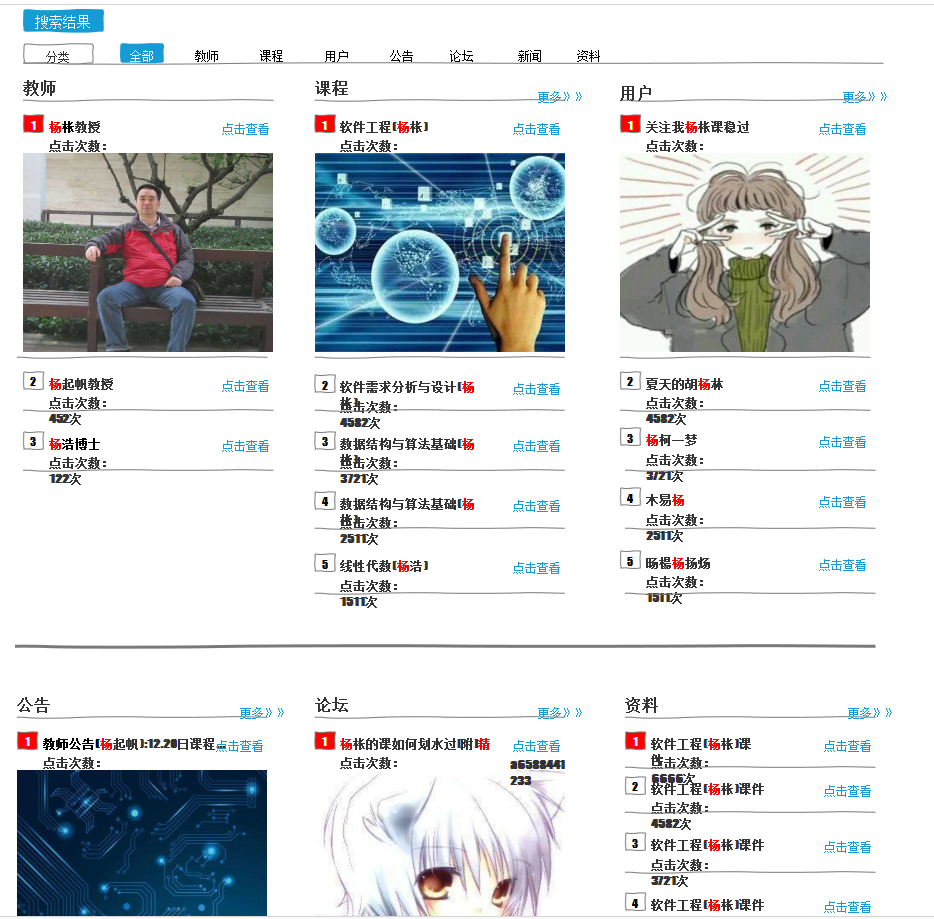 搜索结果
分类 全部 教师 课程 用户 公告 论坛 新闻 资料
教师
1 杨枨教授 点击查看
点击次数：
2 杨起帆教授 点击查看
点击次数：
452次
3 杨浩博士 点击查看
点击次数：
122次
课程 更多》》
1 软件工程(杨枨) 点击查看
点击次数：
2 软件需求分析与设计(杨 点击查看
枨)
点击次数：
4582次
3 数据结构与算法基础(杨 点击查看
枨)
点击次数：
3721次
4 数据结构与算法基础(杨 点击查看
枨)
点击次数：
2511次
5 线性代数(杨浩) 点击查看
点击次数：
1511次
用户 更多》》
1 关注我杨枨课稳过 点击查看
点击次数：
2 夏天的胡杨林 点击查看
点击次数：
4582次
3 杨柯一梦 点击查看
点击次数：
3721次
4 木易杨 点击查看
点击次数：
2511次
5 旸楊杨扬炀 点击查看
点击次数：
1511次
公告 更多》》
1 教师公告(杨起帆):12.20日课程… 点击查看
点击次数：
论坛 更多》》
1 杨枨的课如何划水过[附]精 点击查看
点击次数：
a6588441
233
资料 更多》》
1 软件工程(杨枨)课 点击查看
件
点击次数：
6666次
2 软件工程(杨枨)课件 点击查看
点击次数：
4582次
3 软件工程(杨枨)课件 点击查看
点击次数：
3721次
4 软件工程(杨枨)课件 点击查看